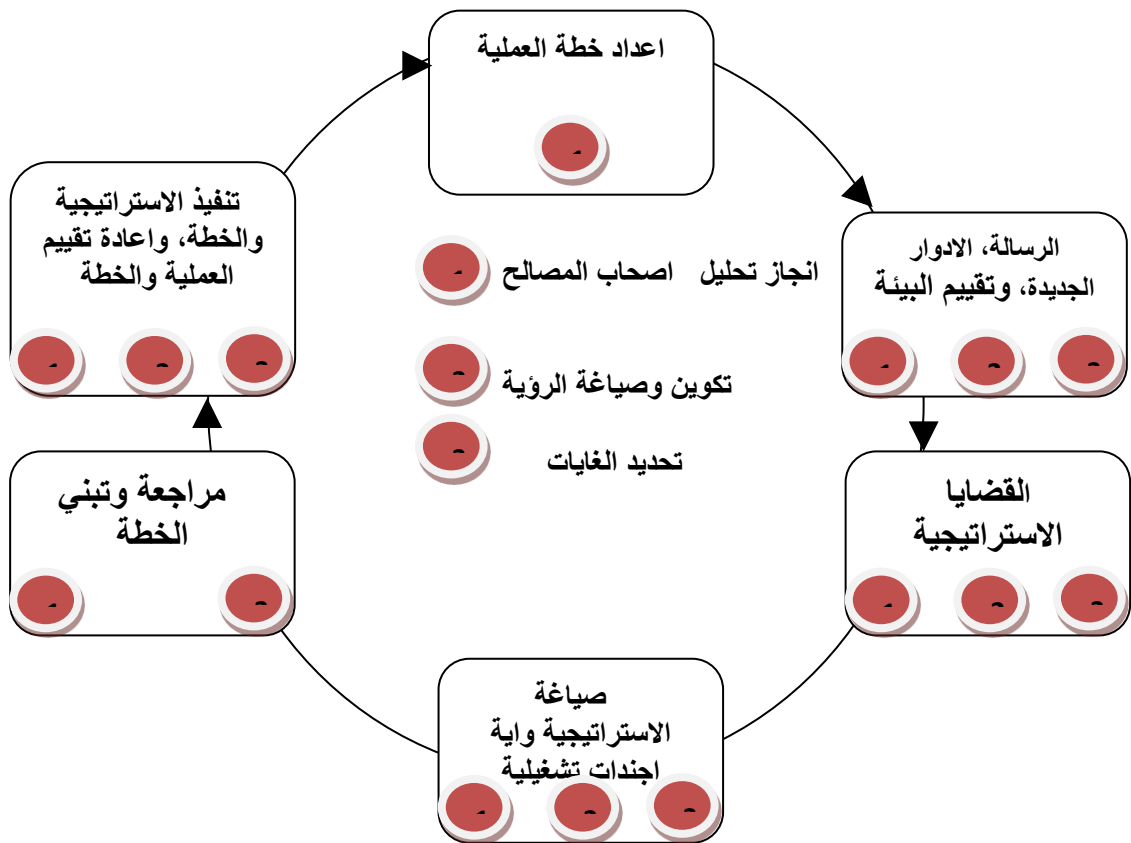 اعداد خطة العملية
الرسالة، الادوار
الجديدة، وتقييم البيئة
القضايا
الاستراتيجية
صياغة
الاستراتيجية واية
اجندات تشغيلية
مراجعة وتبني
الخطة
تنفيذ الاستراتيجية
والخطة، واعادة تقييم
العملية والخطة
انجاز تحليل اصحاب المصالح
تكوين وصياغة الرؤية
تحديد الغايات